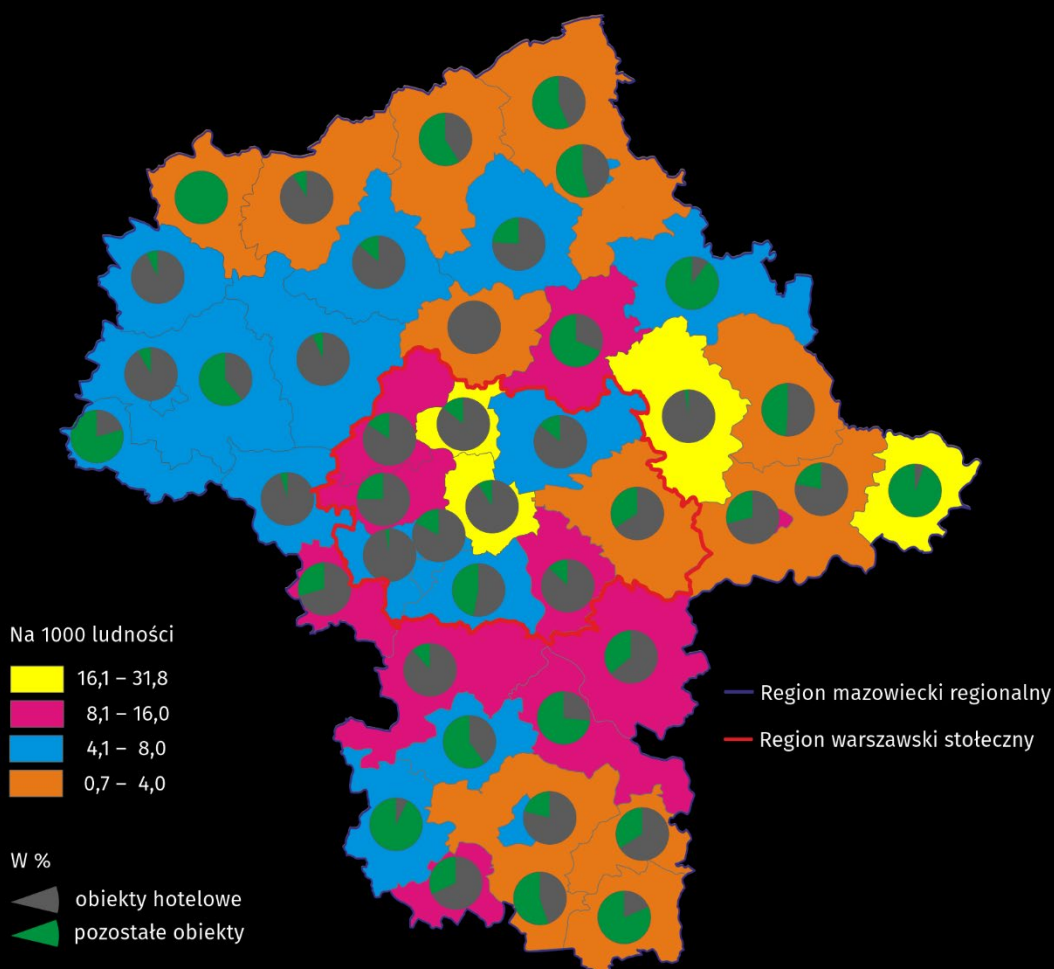 Na 1000 ludności
16,1 – 31,8
8,1 – 16,0
4,1 – 8,0
0,7 – 4,0
W %
obiekty hotelowe
pozostałe obiekty
Region mazowiecki regionalny
Region warszawski stołeczny